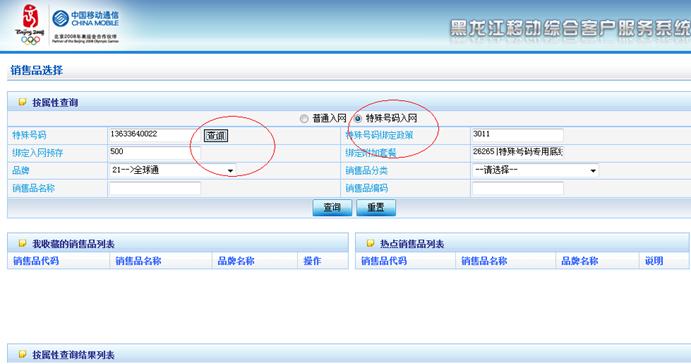 中国移动通信
CHINA MOBILE
北京2008年奥运会合作伙伴
Partner of the Beijing 2008 Olympic Games
黑龙江移动综合客户服务系统
销售品选择
按属性查询
普通入网 特殊号码入网
特殊号码 13633640022 查询 特殊号码绑定政策 3011
绑定入网预存 500 绑定附加套餐 26265|特殊号码专用底
品牌 21-->全球通 销售品分类 --请选择--
销售品名称 销售品编码
查询 重置
我收藏的销售品列表 热点销售品列表
销售品代码 销售品名称 品牌名称 操作 销售品代码 销售品名称 品牌名称 说明
按属性查询结果列表